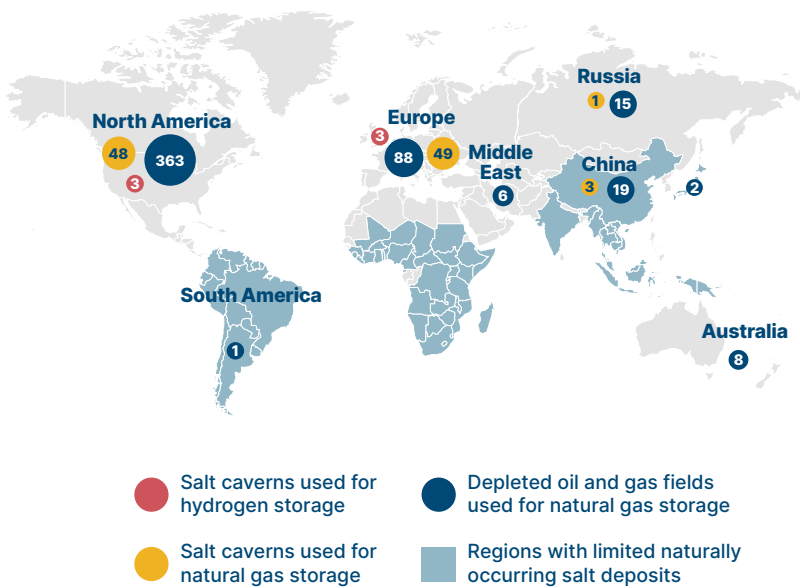 Russia
1
15
North America
48
363
3
Europe
3
88
49
Middle
East
6
China
3
19
2
South America
1
Australia
8
Salt caverns used for
hydrogen storage
Depleted oil and gas fields
used for natural gas storage
Salt caverns used for
natural gas storage
Regions with limited naturally
occurring salt deposits